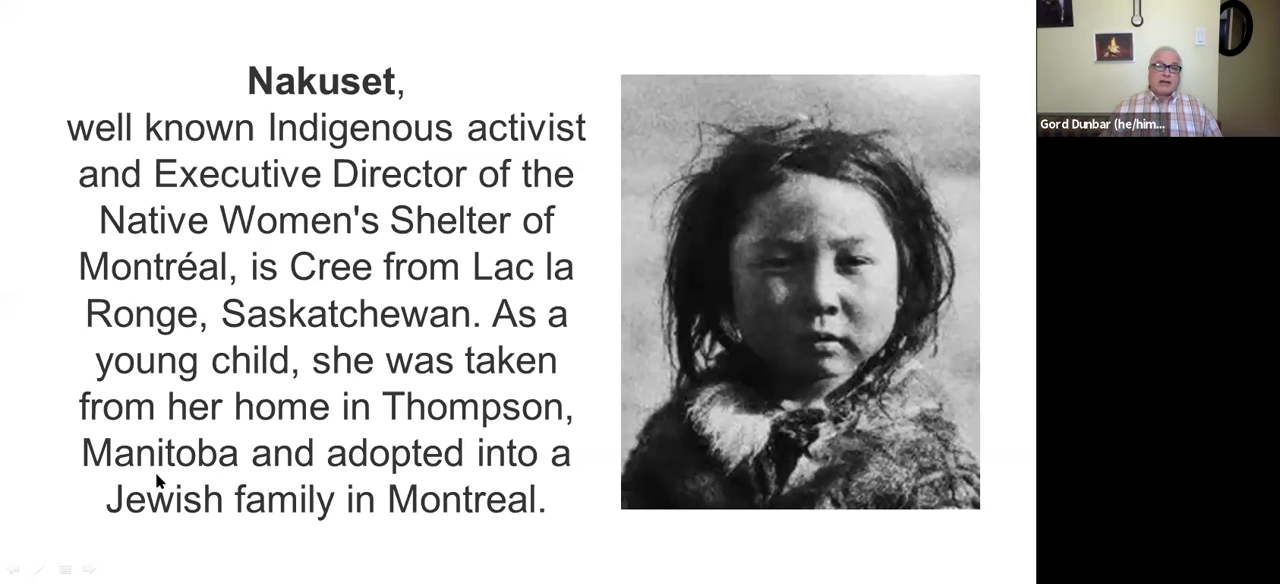 Nakuset,
well known Indigenous activist
and Executive Director of the
Native Women's Shelter of
Montréal, is Cree from Lac la
Ronge, Saskatchewan. As a
young child, she was taken
from her home in Thompson,
Manitoba and adopted into a
Jewish family in Montreal.
Gord Dunbar (he/him...